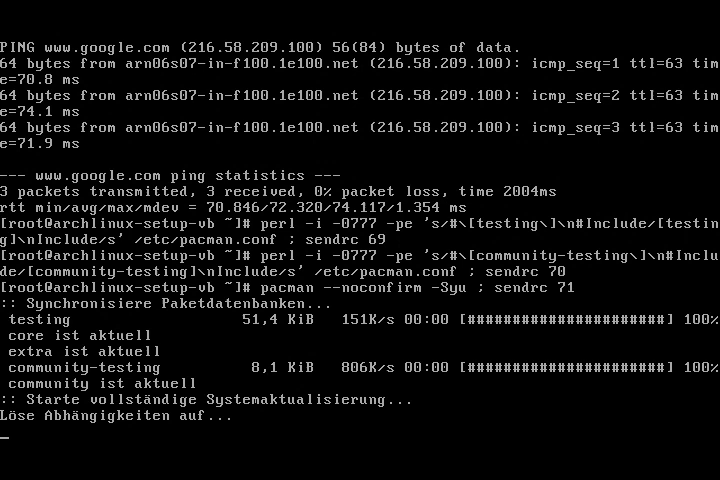 PING www.google.com (216.58.209.100) 56(84) bytes of data.
64 bytes from arn06s07-in-f100.1e100.net (216.58.209.100): icmp_seq=1 ttl=63 tim
e=70.8 ms
64 bytes from arn06s07-in-f100.1e100.net (216.58.209.100): icmp_seq=2 ttl=63 tim
e=74.1 ms
64 bytes from arn06s07-in-f100.1e100.net (216.58.209.100): icmp_seq=3 ttl=63 tim
e=71.9 ms

--- www.google.com ping statistics ---
3 packets transmitted, 3 received, 0% packet loss, time 2004ms
rtt min/avg/max/mdev = 70.846/72.320/74.117/1.354 ms
[root@archlinux-setup-vb ~]# perl -i -0777 -pe 's/#\[testing\]\n#Include/[testin
g]\nInclude/s' /etc/pacman.conf ; sendrc 69
[root@archlinux-setup-vb ~]# perl -i -0777 -pe 's/#\[community-testing\]\n#Inclu
de/[community-testing]\nInclude/s' /etc/pacman.conf ; sendrc 70
[root@archlinux-setup-vb ~]# pacman --noconfirm -Syu ; sendrc 71
:: Synchronisiere Paketdatenbanken...
 testing                      51,4 KiB   151K/s 00:00 [######################] 100%
 core ist aktuell
 extra ist aktuell
 community-testing             8,1 KiB   806K/s 00:00 [######################] 100%
 community ist aktuell
:: Starte vollständige Systemaktualisierung...
Löse Abhängigkeiten auf...
_